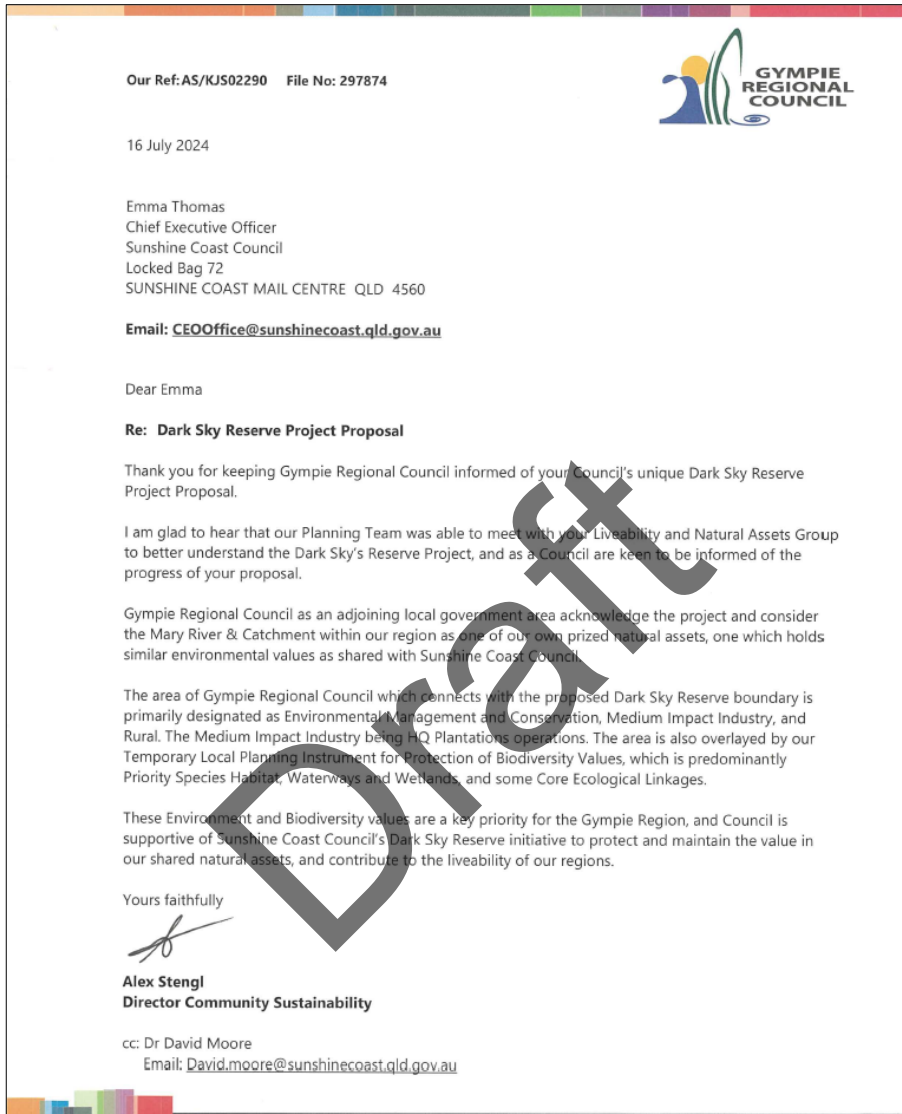 Our Ref: AS/KJS02290 File No: 297874
GYMPIE
REGIONAL
COUNCIL
16 July 2024
Emma Thomas
Chief Executive Officer
Sunshine Coast Council
Locked Bag 72
SUNSHINE COAST MAIL CENTRE QLD 4560
Email: CEOOffice@sunshinecoast.qld.gov.au
Dear Emma
Re: Dark Sky Reserve Project Proposal
Thank you for keeping Gympie Regional Council informed of your Council's unique Dark Sky Reserve
Project Proposal.
I am glad to hear that our Planning Team was able to meet with your Liveability and Natural Assets Group
to better understand the Dark Sky's Reserve Project, and as a Council are keen to be informed of the
progress of your proposal.
Gympie Regional Council as an adjoining local government area acknowledge the project and consider
the Mary River & Catchment within our region as one of our own prized natural assets, one which holds
similar environmental values as shared with Sunshine Coast Council.
The area of Gympie Regional Council which connects with the proposed Dark Sky Reserve boundary is
primarily designated as Environmental Management and Conservation, Medium Impact Industry, and
Rural. The Medium Impact Industry being HQ Plantations operations. The area is also overlayed by our
Temporary Local Planning Instrument for Protection of Biodiversity Values, which is predominantly
Priority Species Habitat, Waterways and Wetlands, and some Core Ecological Linkages.
These Environment and Biodiversity values are a key priority for the Gympie Region, and Council is
supportive of Sunshine Coast Council's Dark Sky Reserve initiative to protect and maintain the value in
our shared natural assets, and contribute to the liveability of our regions.
Yours faithfully
Alex Stengl
Director Community Sustainability
cc: Dr David Moore
Email: David.moore@sunshinecoast.qld.gov.au
Draft